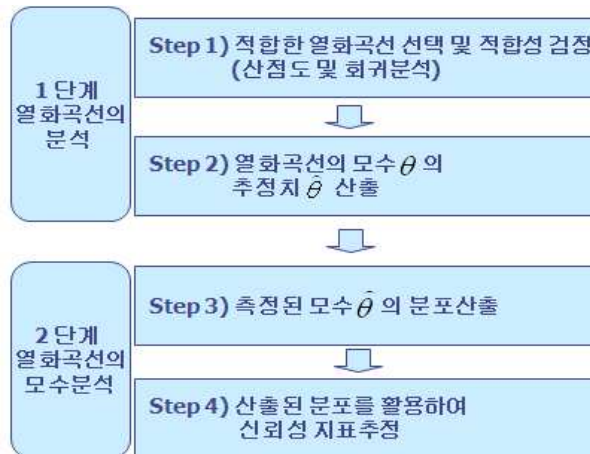 1 단계
열화곡선의
분석
Step 1) 적합한 열화곡선 선택 및 적합성 검정
(산점도 및 회귀분석)
Step 2) 열화곡선의 모수 θ 의
추정치 θ̂ 산출
2 단계
열화곡선의
모수분석
Step 3) 측정된 모수 θ̂ 의 분포산출
Step 4) 산출된 분포를 활용하여
신뢰성 지표추정